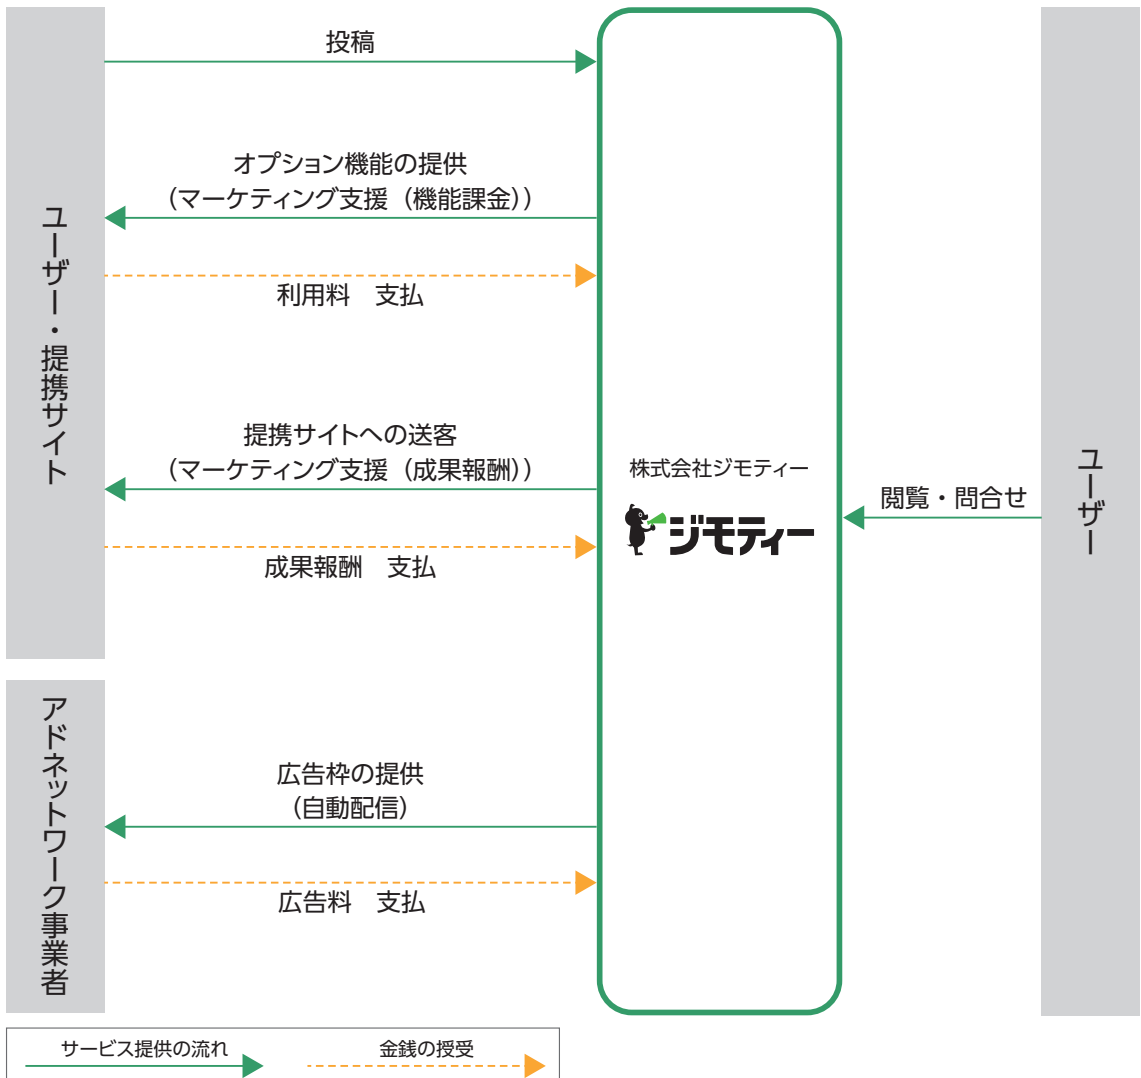 ユーザー・提携サイト
投稿
オプション機能の提供
（マーケティング支援（機能課金））
利用料　支払
提携サイトへの送客
（マーケティング支援（成果報酬））
成果報酬　支払
株式会社ジモティー
ジモティー
閲覧・問合せ
ユーザー
アドネットワーク事業者
広告枠の提供
（自動配信）
広告料　支払
サービス提供の流れ
金銭の授受